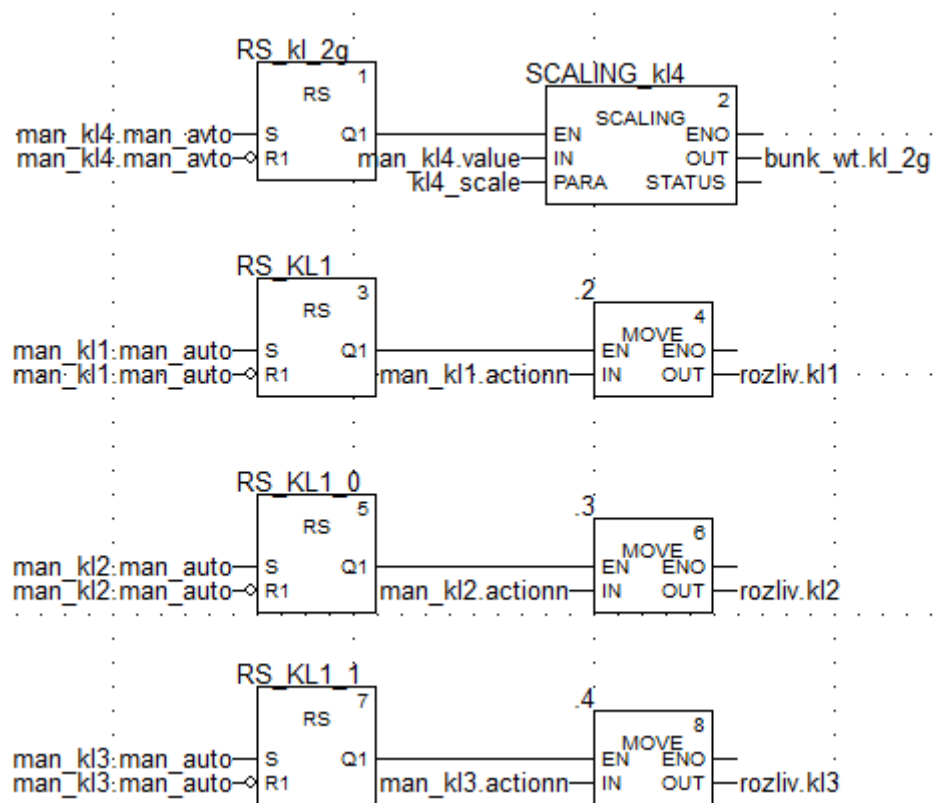 RS_kl_2g
1
RS
S Q1
R1
man_kl4.man_avto
man_kl4.man_avto
SCALING_kl4
2
SCALING
EN ENO
IN OUT
PARA STATUS
man_kl4.value
kl4_scale
bunk_wt.kl_2g
RS_KL1
3
RS
S Q1
R1
man_kl1.man_auto
man_kl1.man_auto
.2
4
MOVE
EN ENO
IN OUT
man_kl1.actionn
rozliv.kl1
RS_KL1_0
5
RS
S Q1
R1
man_kl2.man_auto
man_kl2.man_auto
.3
6
MOVE
EN ENO
IN OUT
man_kl2.actionn
rozliv.kl2
RS_KL1_1
7
RS
S Q1
R1
man_kl3.man_auto
man_kl3.man_auto
.4
8
MOVE
EN ENO
IN OUT
man_kl3.actionn
rozliv.kl3